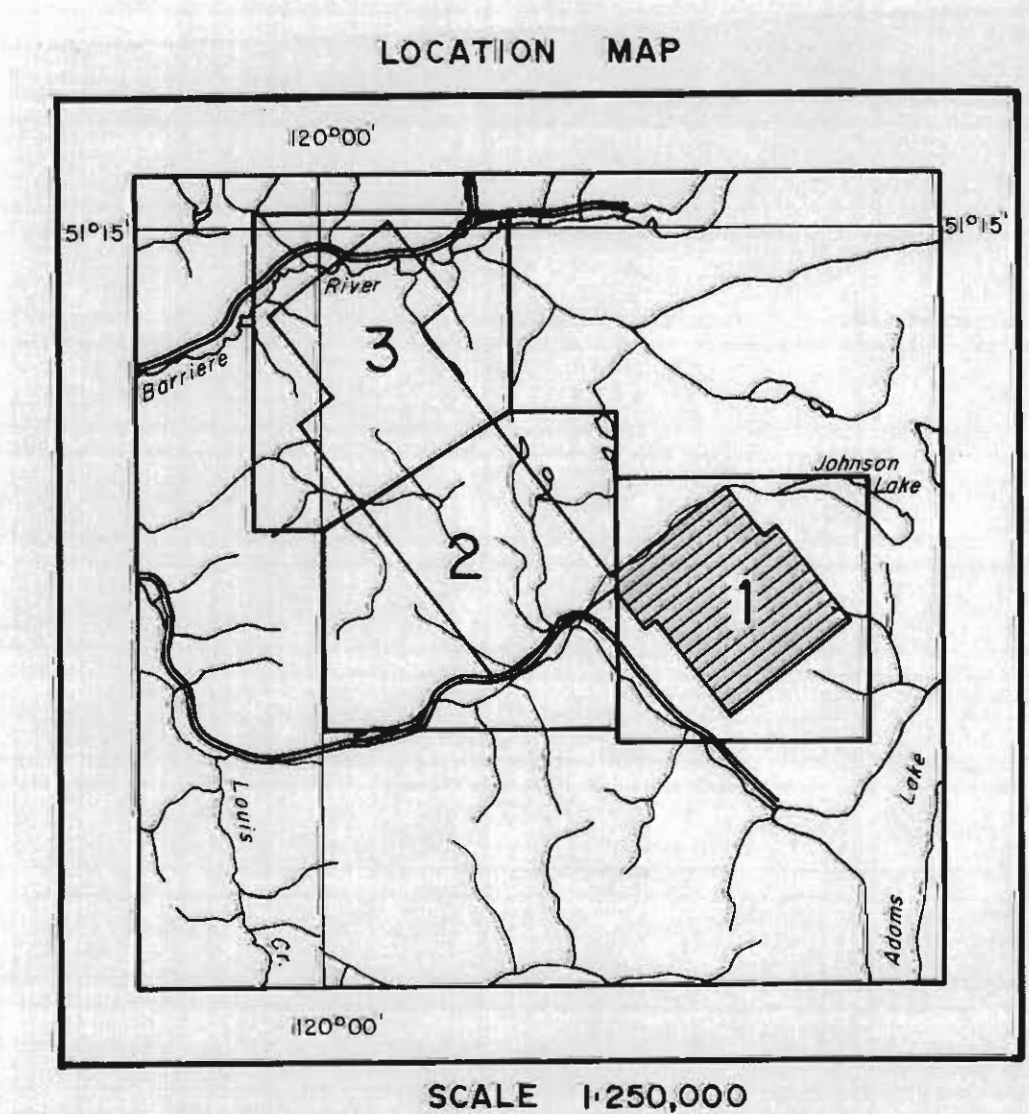 LOCATION MAP
120°00'
51°15'
51°15'
River
3
Barriere
Johnson
Lake
2
1
Louis
Cr.
Adams
Lake
120°00'
SCALE 1:250,000